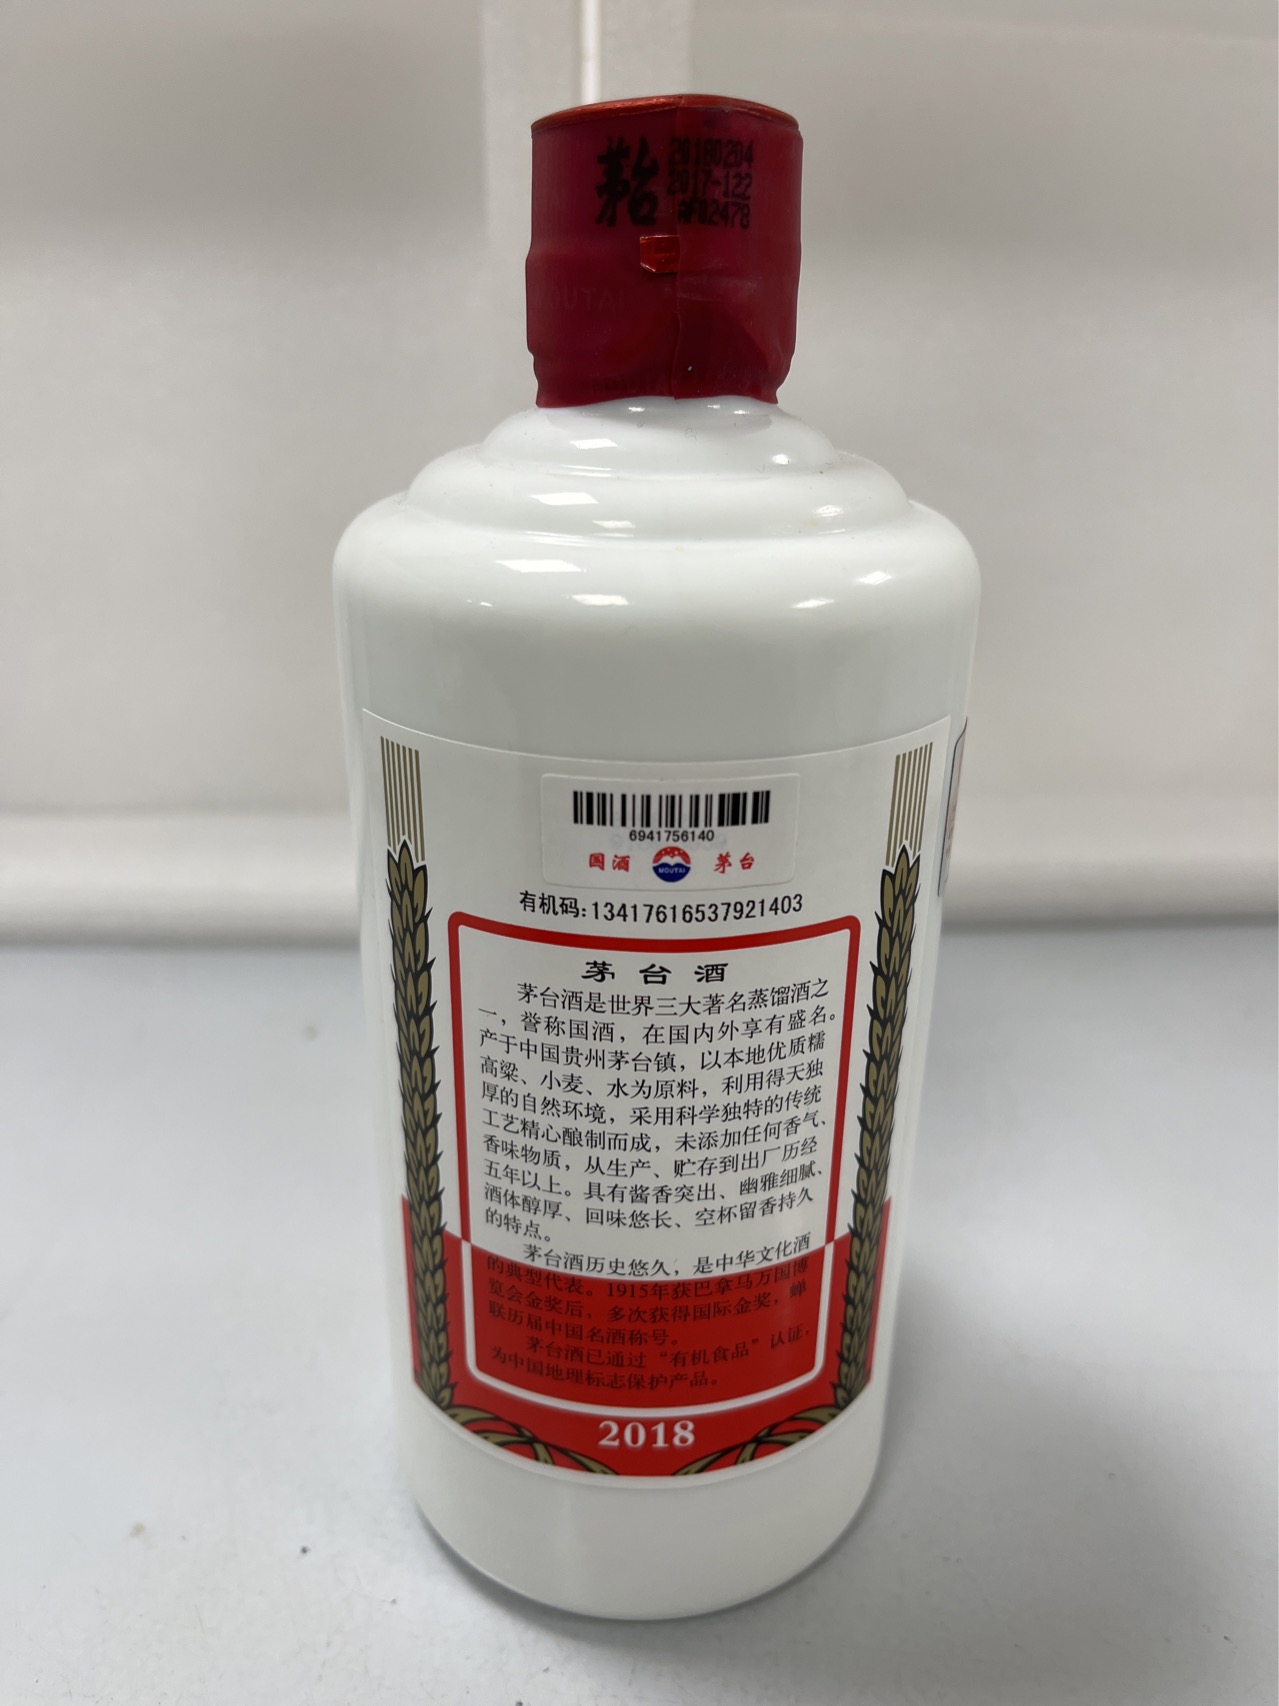 茅台
20180204
2017-122
02478
MOUTAI
6941756140
国酒 MOUTAI 茅台
有机码:13417616537921403
茅台酒
茅台酒是世界三大著名蒸馏酒之
一，誉称国酒，在国内外享有盛名。
产于中国贵州茅台镇，以本地优质糯
高粱、小麦、水为原料，利用得天独
厚的自然环境，采用科学独特的传统
工艺精心酿制而成，未添加任何香气、
香味物质，从生产、贮存到出厂历经
五年以上。具有酱香突出、幽雅细腻、
酒体醇厚、回味悠长、空杯留香持久
的特点。
茅台酒历史悠久，是中华文化酒
的典型代表。1915年获巴拿马万国博
览会金奖后，多次获得国际金奖，蝉
联历届中国名酒称号。
茅台酒已通过“有机食品”认证，
为中国地理标志保护产品。
2018